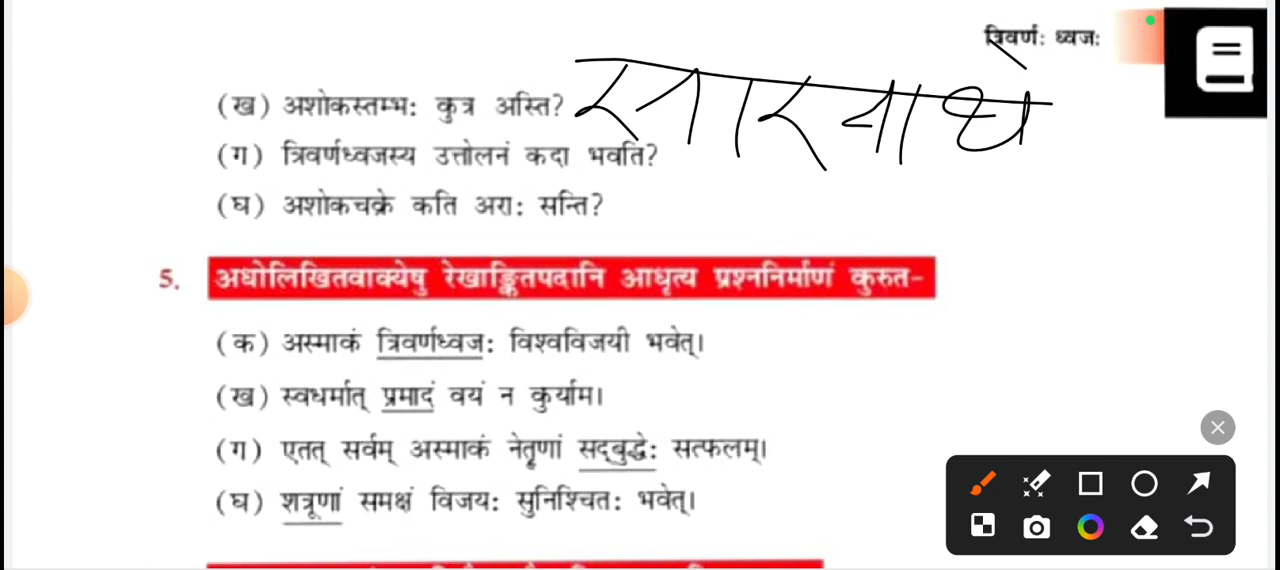 त्रिवर्णः ध्वजः
(ख) अशोकस्तम्भः कुत्र अस्ति? सारनाथे
(ग) त्रिवर्णध्वजस्य उत्तोलनं कदा भवति?
(घ) अशोकचक्रे कति अराः सन्ति?
5. अधोलिखितवाक्येषु रेखाङ्कितपदानि आधृत्य प्रश्ननिर्माणं कुरुत-
(क) अस्माकं त्रिवर्णध्वजः विश्वविजयी भवेत्।
(ख) स्वधर्मात् प्रमादं वयं न कुर्याम।
(ग) एतत् सर्वम् अस्माकं नेतृणां सद्बुद्धेः सत्फलम्।
(घ) शत्रूणां समक्षं विजयः सुनिश्चितः भवेत्।